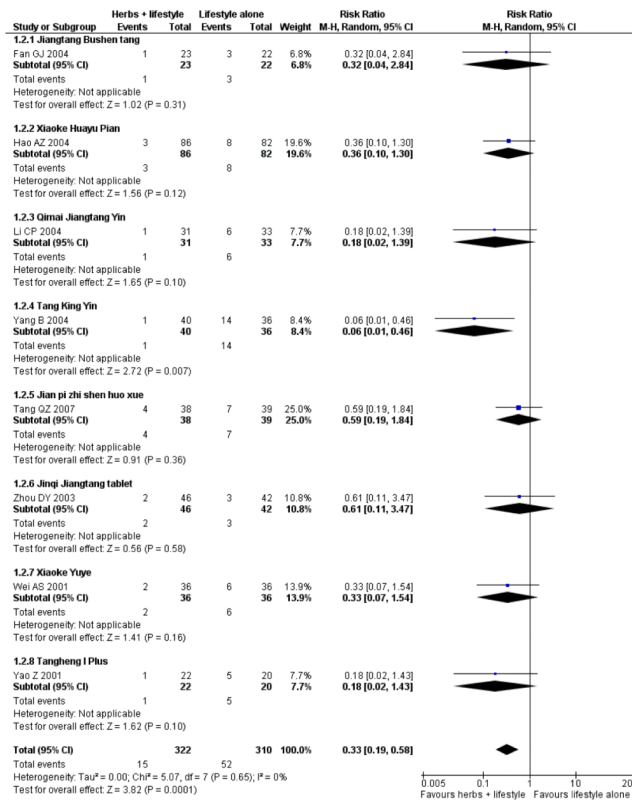 Herbs + lifestyle Lifestyle alone Risk Ratio Risk Ratio
Study or Subgroup Events Total Events Total Weight M-H, Random, 95% CI M-H, Random, 95% CI
1.2.1 Jiangtang Bushen tang
Fan GJ 2004 1 23 3 22 6.8% 0.32 [0.04, 2.84]
Subtotal (95% CI) 23 22 6.8% 0.32 [0.04, 2.84]
Total events 1 3
Heterogeneity: Not applicable
Test for overall effect: Z = 1.02 (P = 0.31)
1.2.2 Xiaoke Huayu Pian
Hao AZ 2004 3 86 8 82 19.6% 0.36 [0.10, 1.30]
Subtotal (95% CI) 86 82 19.6% 0.36 [0.10, 1.30]
Total events 3 8
Heterogeneity: Not applicable
Test for overall effect: Z = 1.56 (P = 0.12)
1.2.3 Qimai Jiangtang Yin
Li CP 2004 1 31 6 33 7.7% 0.18 [0.02, 1.39]
Subtotal (95% CI) 31 33 7.7% 0.18 [0.02, 1.39]
Total events 1 6
Heterogeneity: Not applicable
Test for overall effect: Z = 1.65 (P = 0.10)
1.2.4 Tang King Yin
Yang B 2004 1 40 14 36 8.4% 0.06 [0.01, 0.46]
Subtotal (95% CI) 40 36 8.4% 0.06 [0.01, 0.46]
Total events 1 14
Heterogeneity: Not applicable
Test for overall effect: Z = 2.72 (P = 0.007)
1.2.5 Jian pi zhi shen huo xue
Tang QZ 2007 4 38 7 39 25.0% 0.59 [0.19, 1.84]
Subtotal (95% CI) 38 39 25.0% 0.59 [0.19, 1.84]
Total events 4 7
Heterogeneity: Not applicable
Test for overall effect: Z = 0.91 (P = 0.36)
1.2.6 Jinqi Jiangtang tablet
Zhou DY 2003 2 46 3 42 10.8% 0.61 [0.11, 3.47]
Subtotal (95% CI) 46 42 10.8% 0.61 [0.11, 3.47]
Total events 2 3
Heterogeneity: Not applicable
Test for overall effect: Z = 0.56 (P = 0.58)
1.2.7 Xiaoke Yuye
Wei AS 2001 2 36 6 36 13.9% 0.33 [0.07, 1.54]
Subtotal (95% CI) 36 36 13.9% 0.33 [0.07, 1.54]
Total events 2 6
Heterogeneity: Not applicable
Test for overall effect: Z = 1.41 (P = 0.16)
1.2.8 Tangheng I Plus
Yao Z 2001 1 22 5 20 7.7% 0.18 [0.02, 1.43]
Subtotal (95% CI) 22 20 7.7% 0.18 [0.02, 1.43]
Total events 1 5
Heterogeneity: Not applicable
Test for overall effect: Z = 1.62 (P = 0.10)
Total (95% CI) 322 310 100.0% 0.33 [0.19, 0.58]
Total events 15 52
Heterogeneity: Tau² = 0.00; Chi² = 5.07, df = 7 (P = 0.65); I² = 0%
Test for overall effect: Z = 3.82 (P = 0.0001)
0.005 0.1 1 10 200
Favours herbs + lifestyle Favours lifestyle alone